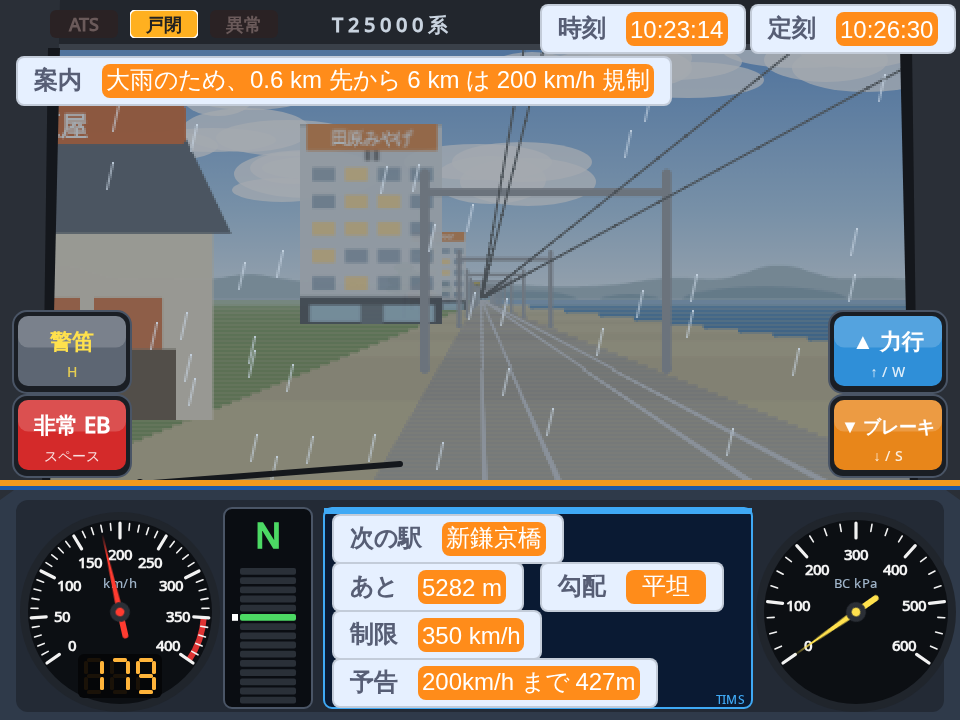 ATS 戸閉 異常 T25000系 時刻 10:23:14 定刻 10:26:30
案内 大雨のため、0.6 km 先から 6 km は 200 km/h 規制
屋
田原みやげ
警笛
H
▲ 力行
↑ / W
非常 EB
スペース
▼ ブレーキ
↓ / S
0 50 100 150 200 250 300 350 400
km/h
179
N
次の駅 新鎌京橋
あと 5282 m 勾配 平坦
制限 350 km/h
予告 200km/h まで 427m
TIMS
0 100 200 300 400 500 600
BC kPa